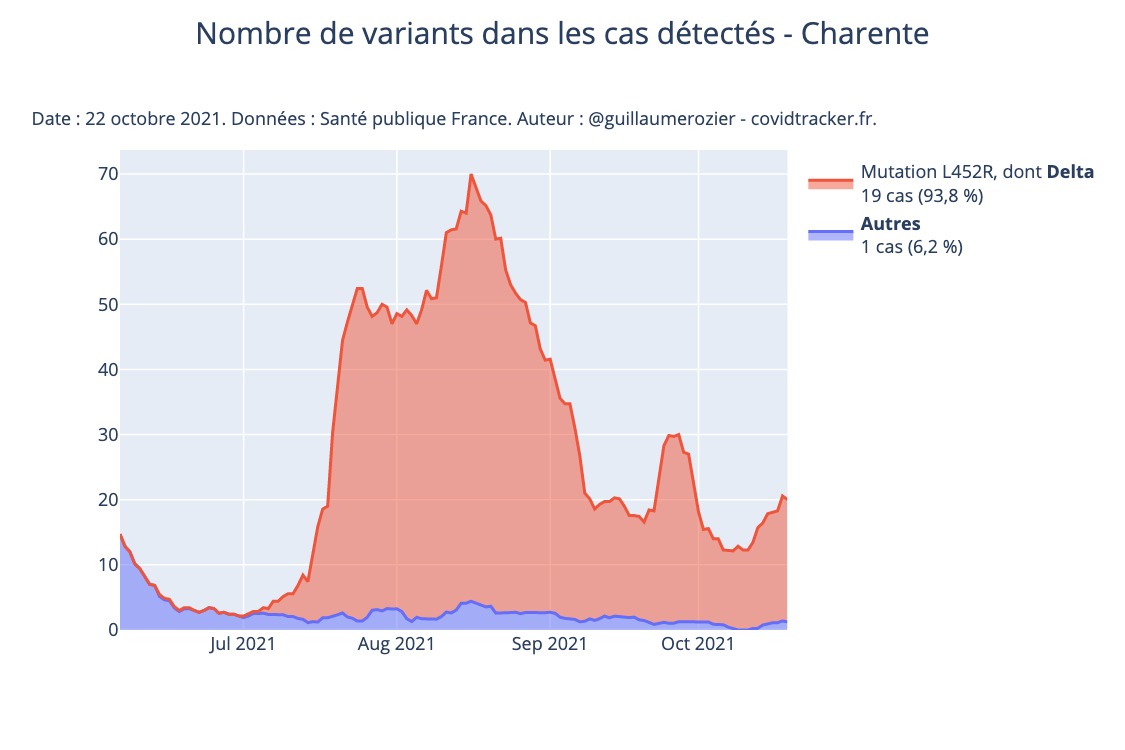 Nombre de variants dans les cas détectés - Charente
Date : 22 octobre 2021. Données : Santé publique France. Auteur : @guillaumerozier - covidtracker.fr.
70
60
50
40
30
20
10
0
Jul 2021
Aug 2021
Sep 2021
Oct 2021
Mutation L452R, dont Delta
19 cas (93,8 %)
Autres
1 cas (6,2 %)